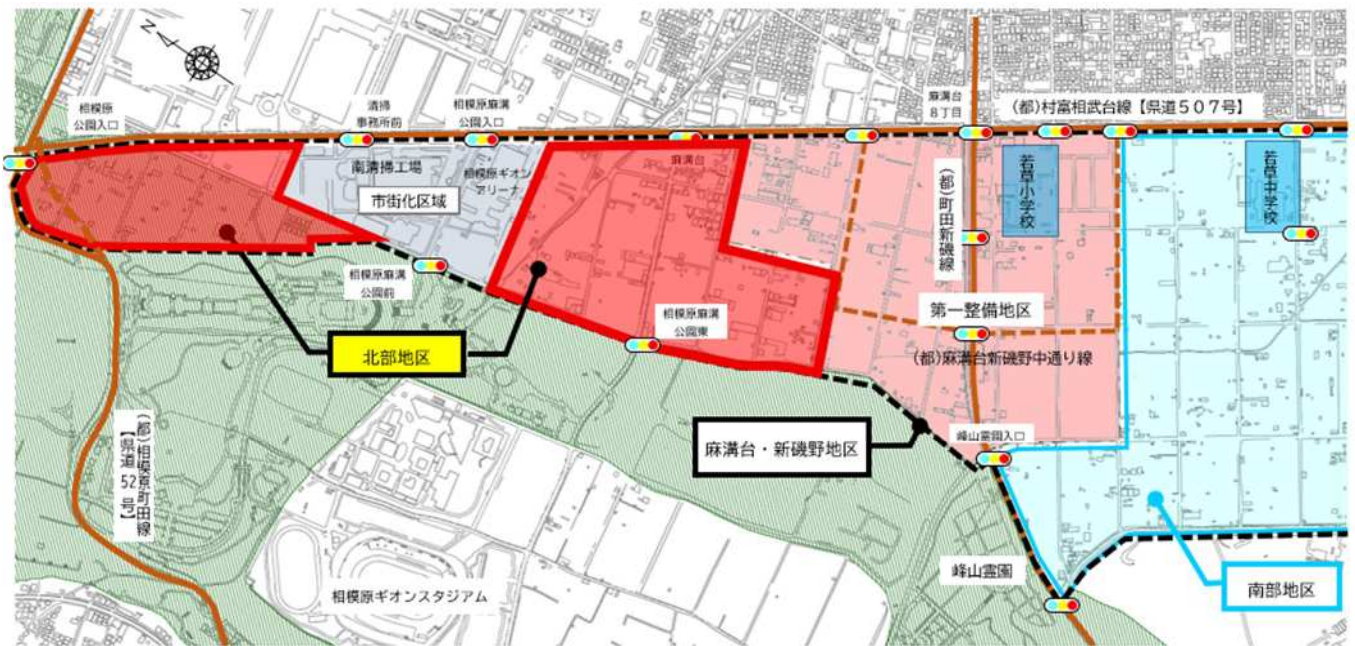 N
相模原
公園入口
清掃
事務所前
相模原麻溝
公園入口
麻溝台
8丁目
(都)村富相武台線【県道507号】
南清掃工場
市街化区域
相模原ギオン
アリーナ
麻溝台
(都)町田新磯線
若草小学校
若草中学校
相模原麻溝
公園前
北部地区
相模原麻溝
公園東
第一整備地区
(都)麻溝台新磯野中通り線
(都)相模原町田線
【県道52号】
麻溝台・新磯野地区
峰山霊園入口
相模原ギオンスタジアム
峰山霊園
南部地区